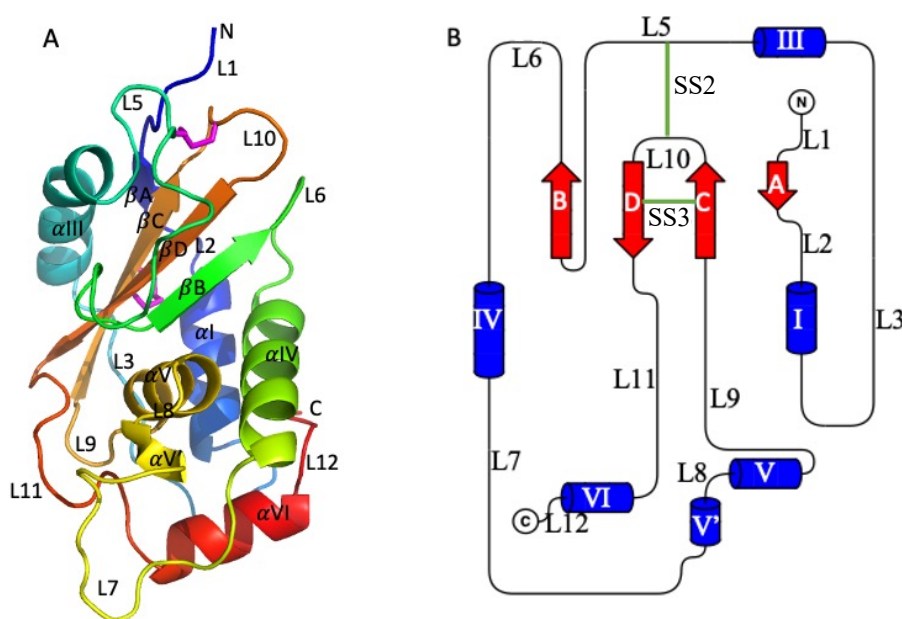 A
N
L1
L5
L10
L6
βA
βC
αIII
βD
L2
βB
αI
L3
αIV
αV
L8
C
L9
αV'
L12
L11
αVI
L7
B
L5
III
L6
SS2
N
L1
L10
B
D
C
A
SS3
L2
IV
I
L3
L11
L9
L7
L8
V
VI
V'
C
L12